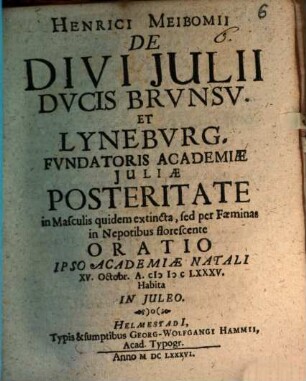 6
HENRICI MEIBOMII
DE
DIVI JULII
DVCIS BRVNSV.
ET
LYNEBVRG.
FVNDATORIS ACADEMIÆ
JULIÆ
POSTERITATE
in Masculis quidem extincta, sed per Fœminas
in Nepotibus florescente
ORATIO
IPSO ACADEMIÆ NATALI
XV. Octobr. A. cIↄ Iↄ c LXXXV.
Habita
IN JULEO.
HELMESTADI,
Typis & sumptibus GEORG-WOLFGANGI HAMMII,
Acad. Typogr.
Anno M DC LXXXVI.